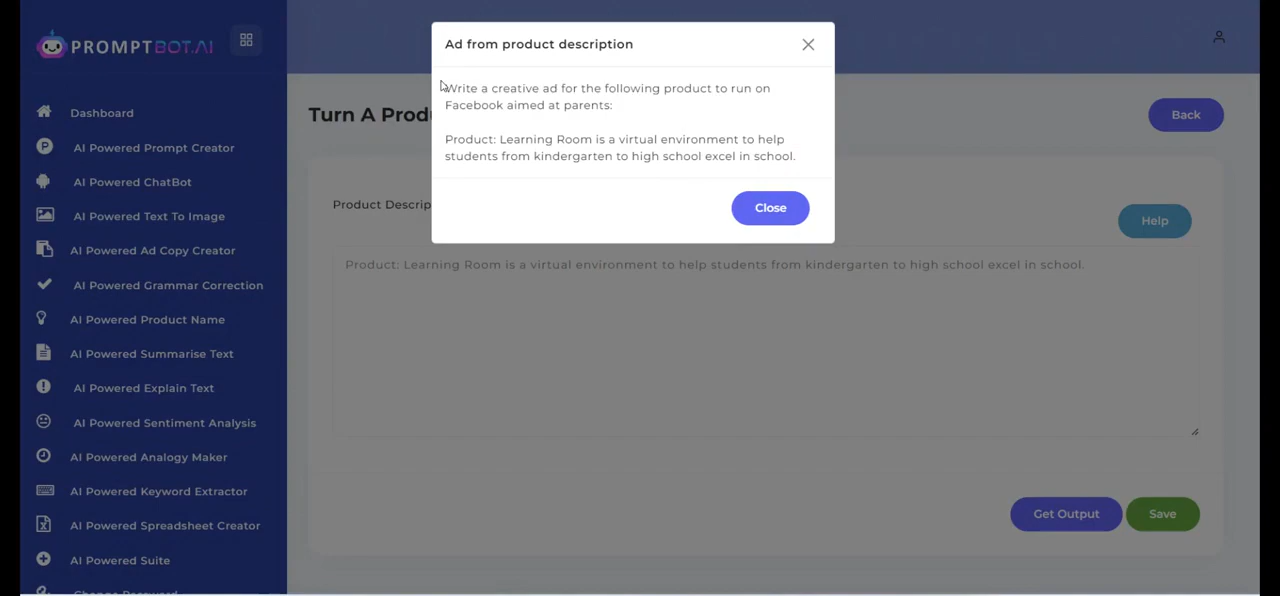 PROMPTBOT.AI
Dashboard
AI Powered Prompt Creator
AI Powered ChatBot
AI Powered Text To Image
AI Powered Ad Copy Creator
AI Powered Grammar Correction
AI Powered Product Name
AI Powered Summarise Text
AI Powered Explain Text
AI Powered Sentiment Analysis
AI Powered Analogy Maker
AI Powered Keyword Extractor
AI Powered Spreadsheet Creator
AI Powered Suite
Change Password
Ad from product description
Write a creative ad for the following product to run on
Facebook aimed at parents:
Product: Learning Room is a virtual environment to help
students from kindergarten to high school excel in school.
Close
Turn A Prod
Back
Product Descrip
Help
Product: Learning Room is a virtual environment to help students from kindergarten to high school excel in school.
Get Output
Save